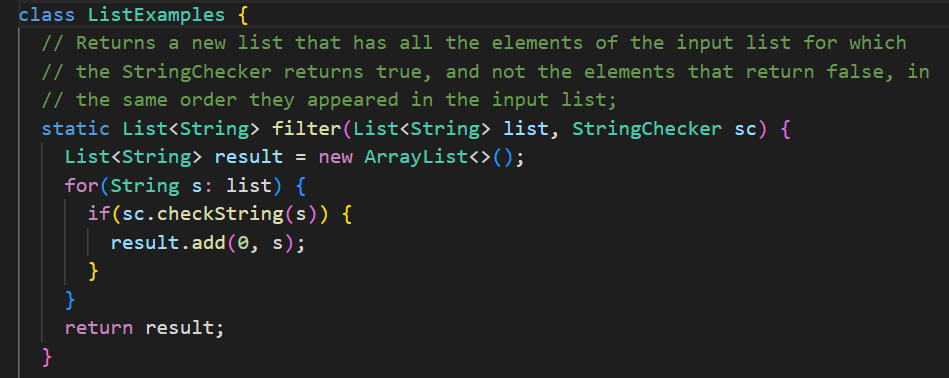 class ListExamples {
  // Returns a new list that has all the elements of the input list for which
  // the StringChecker returns true, and not the elements that return false, in
  // the same order they appeared in the input list;
  static List<String> filter(List<String> list, StringChecker sc) {
    List<String> result = new ArrayList<>();
    for(String s: list) {
      if(sc.checkString(s)) {
        result.add(0, s);
      }
    }
    return result;
  }